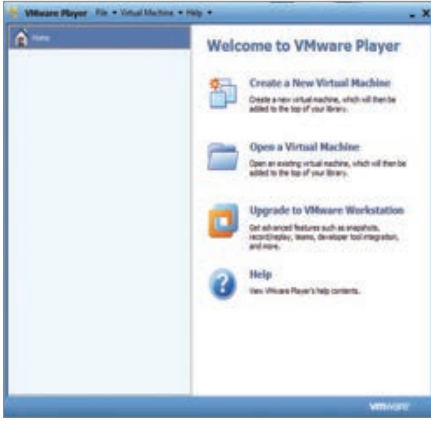 VMware Player File Virtual Machine Help
Home
Welcome to VMware Player
Create a New Virtual Machine
Create a new virtual machine, which will then be
added to the top of your library.
Open a Virtual Machine
Open an existing virtual machine, which will then be
added to the top of your library.
Upgrade to VMware Workstation
Get advanced features such as snapshots,
record/replay, teams, developer tool integration,
and more.
Help
View VMware Player's help contents.
vmware